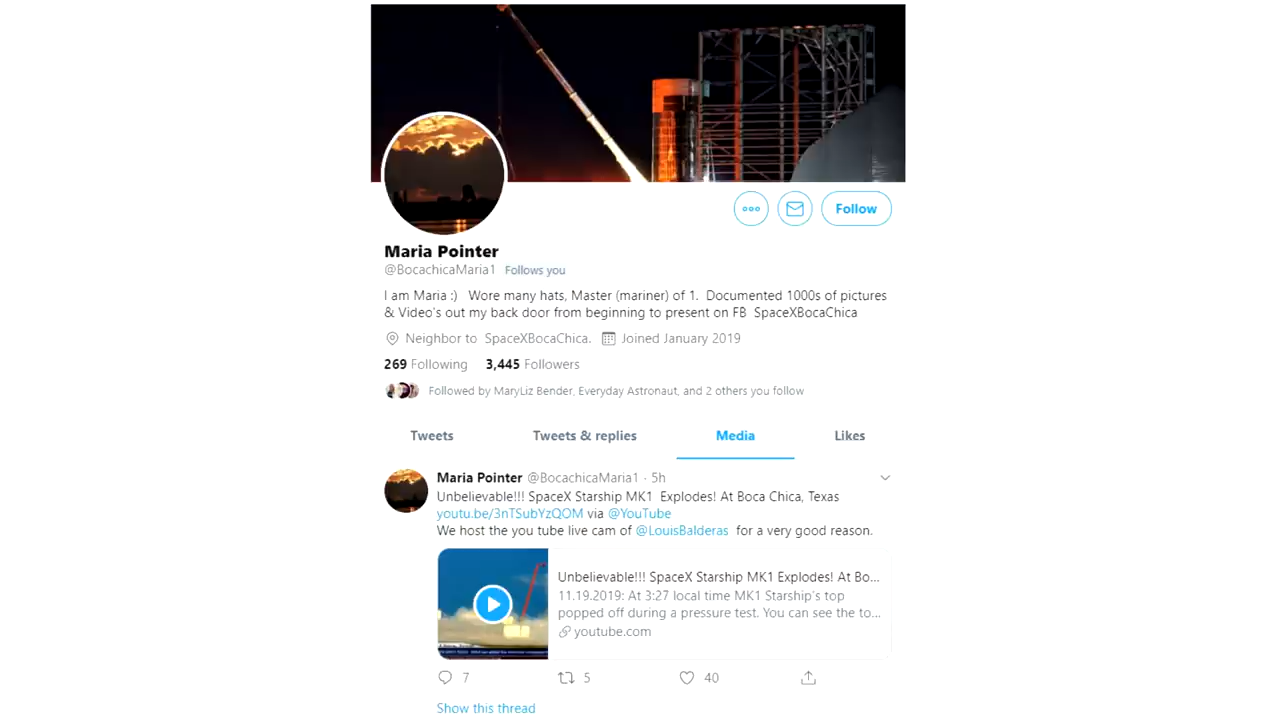 Follow
Maria Pointer
@BocachicaMaria1 Follows you
I am Maria :) Wore many hats, Master (mariner) of 1. Documented 1000s of pictures
& Video's out my back door from beginning to present on FB SpaceXBocaChica
Neighbor to SpaceXBocaChica. Joined January 2019
269 Following 3,445 Followers
Followed by MaryLiz Bender, Everyday Astronaut, and 2 others you follow
Tweets Tweets & replies Media Likes
Maria Pointer @BocachicaMaria1 · 5h
Unbelievable!!! SpaceX Starship MK1 Explodes! At Boca Chica, Texas
youtu.be/3nTSubYzQOM via @YouTube
We host the you tube live cam of @LouisBalderas for a very good reason.
Unbelievable!!! SpaceX Starship MK1 Explodes! At Bo...
11.19.2019: At 3:27 local time MK1 Starship's top
popped off during a pressure test. You can see the to...
youtube.com
7 5 40
Show this thread